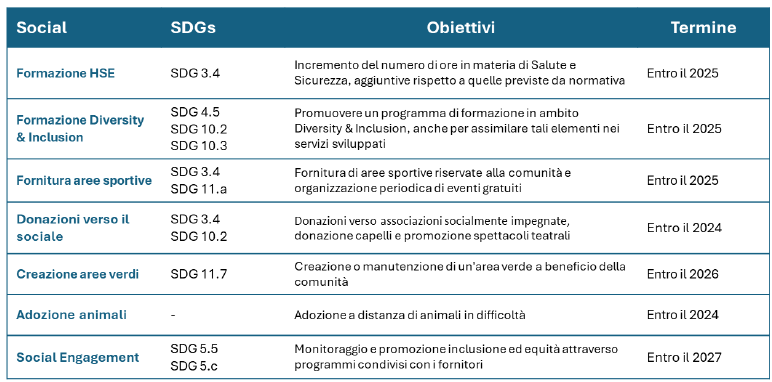 Social SDGs Obiettivi Termine
Formazione HSE SDG 3.4 Incremento del numero di ore in materia di Salute e Sicurezza, aggiuntive rispetto a quelle previste da normativa Entro il 2025
Formazione Diversity & Inclusion SDG 4.5 SDG 10.2 SDG 10.3 Promuovere un programma di formazione in ambito Diversity & Inclusion, anche per assimilare tali elementi nei servizi sviluppati Entro il 2025
Fornitura aree sportive SDG 3.4 SDG 11.a Fornitura di aree sportive riservate alla comunità e organizzazione periodica di eventi gratuiti Entro il 2025
Donazioni verso il sociale SDG 3.4 SDG 10.2 Donazioni verso associazioni socialmente impegnate, donazione capelli e promozione spettacoli teatrali Entro il 2024
Creazione aree verdi SDG 11.7 Creazione o manutenzione di un'area verde a beneficio della comunità Entro il 2026
Adozione animali - Adozione a distanza di animali in difficoltà Entro il 2024
Social Engagement SDG 5.5 SDG 5.c Monitoraggio e promozione inclusione ed equità attraverso programmi condivisi con i fornitori Entro il 2027